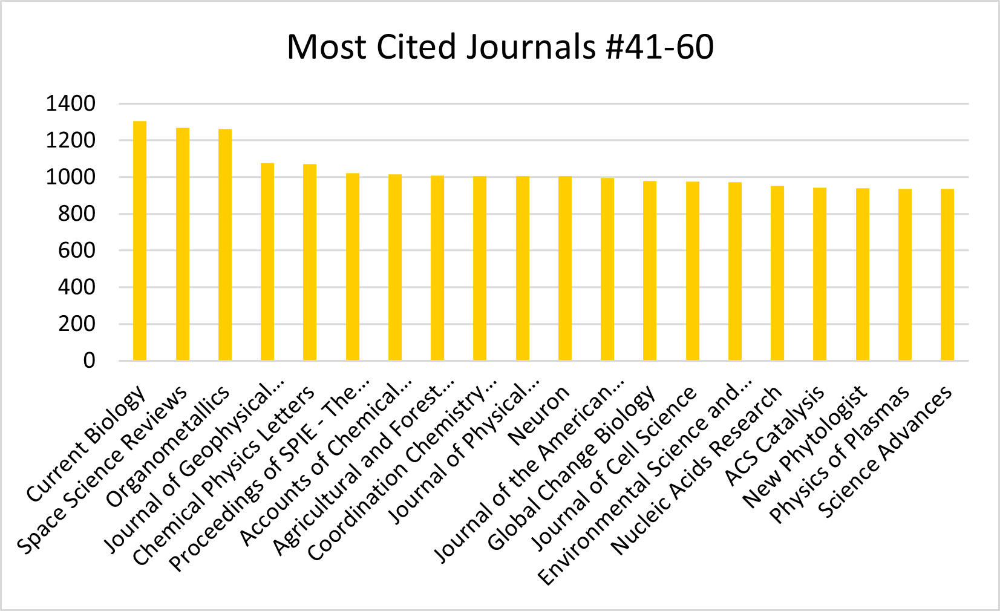 Most Cited Journals #41-60
1400
1200
1000
800
600
400
200
0
Current Biology
Space Science Reviews
Organometallics
Journal of Geophysical...
Chemical Physics Letters
Proceedings of SPIE - The...
Accounts of Chemical...
Agricultural and Forest...
Coordination Chemistry...
Journal of Physical...
Neuron
Journal of the American...
Global Change Biology
Journal of Cell Science
Environmental Science and...
Nucleic Acids Research
ACS Catalysis
New Phytologist
Physics of Plasmas
Science Advances